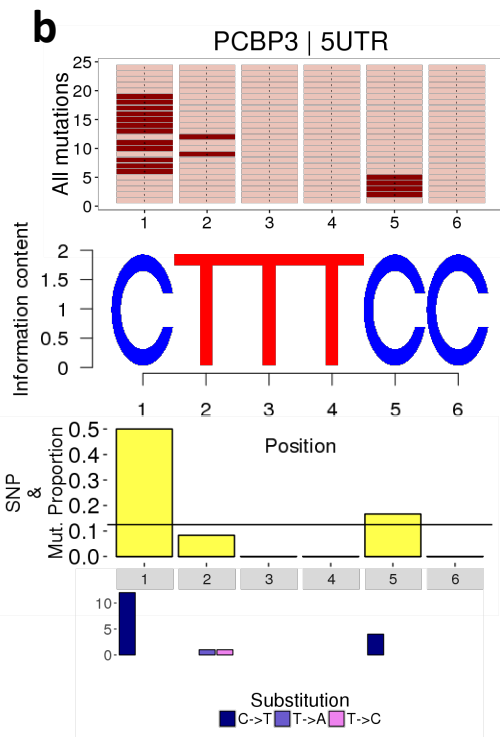 b
PCBP3 | 5UTR
All mutations
25
20
15
10
5
0
1 2 3 4 5 6
Information content
2
1.5
1
0.5
0
CTTTCC
1 2 3 4 5 6
Position
SNP
&
Mut. Proportion
0.5
0.4
0.3
0.2
0.1
0.0
1 2 3 4 5 6
10
5
0
Substitution
C->T T->A T->C